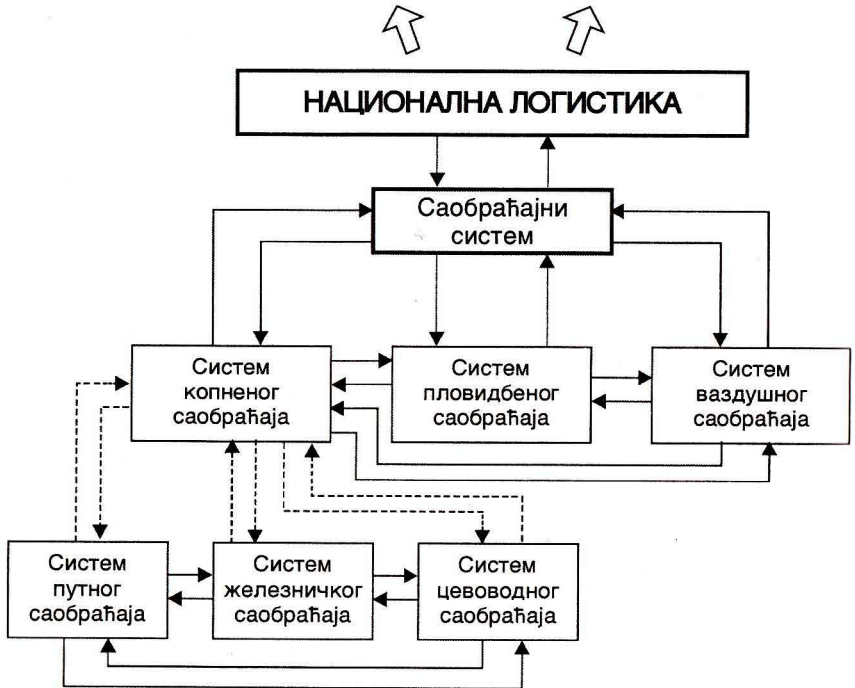 НАЦИОНАЛНА ЛОГИСТИКА
Саобраћајни
систем
Систем
копненог
саобраћаја
Систем
пловидбеног
саобраћаја
Систем
ваздушног
саобраћаја
Систем
путног
саобраћаја
Систем
железничког
саобраћаја
Систем
цевоводног
саобраћаја